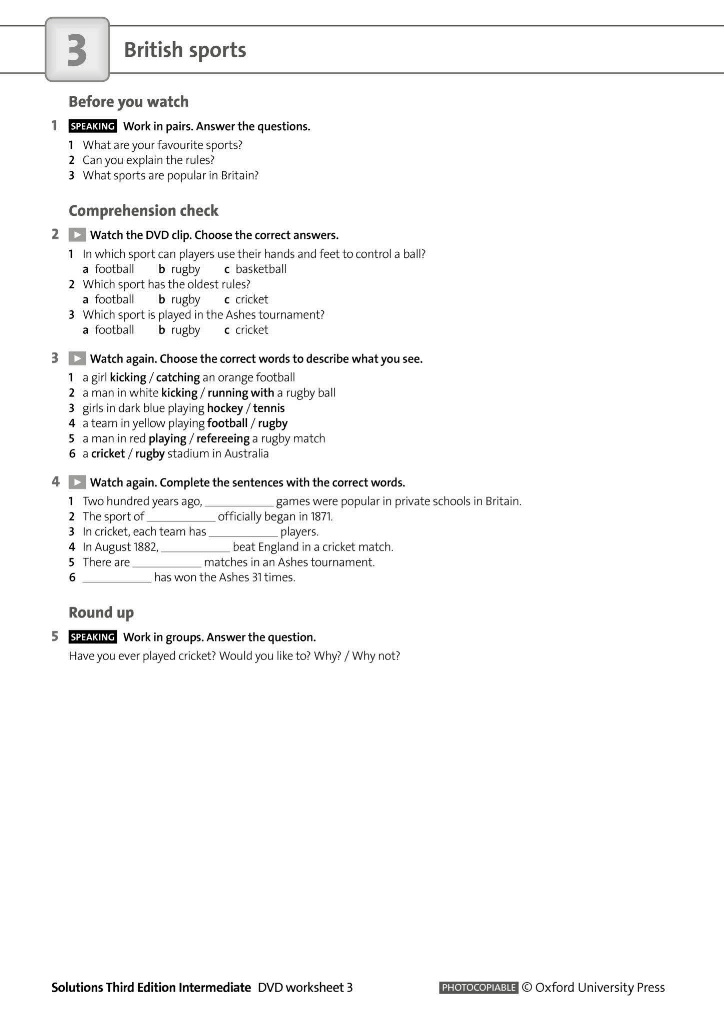 3 British sports
Before you watch
1 SPEAKING Work in pairs. Answer the questions.
1 What are your favourite sports?
2 Can you explain the rules?
3 What sports are popular in Britain?
Comprehension check
2 Watch the DVD clip. Choose the correct answers.
1 In which sport can players use their hands and feet to control a ball?
a football b rugby c basketball
2 Which sport has the oldest rules?
a football b rugby c cricket
3 Which sport is played in the Ashes tournament?
a football b rugby c cricket
3 Watch again. Choose the correct words to describe what you see.
1 a girl kicking / catching an orange football
2 a man in white kicking / running with a rugby ball
3 girls in dark blue playing hockey / tennis
4 a team in yellow playing football / rugby
5 a man in red playing / refereeing a rugby match
6 a cricket / rugby stadium in Australia
4 Watch again. Complete the sentences with the correct words.
1 Two hundred years ago, ___________ games were popular in private schools in Britain.
2 The sport of ___________ officially began in 1871.
3 In cricket, each team has ___________ players.
4 In August 1882, ___________ beat England in a cricket match.
5 There are ___________ matches in an Ashes tournament.
6 ___________ has won the Ashes 31 times.
Round up
5 SPEAKING Work in groups. Answer the question.
Have you ever played cricket? Would you like to? Why? / Why not?
Solutions Third Edition Intermediate DVD worksheet 3 PHOTOCOPIABLE © Oxford University Press